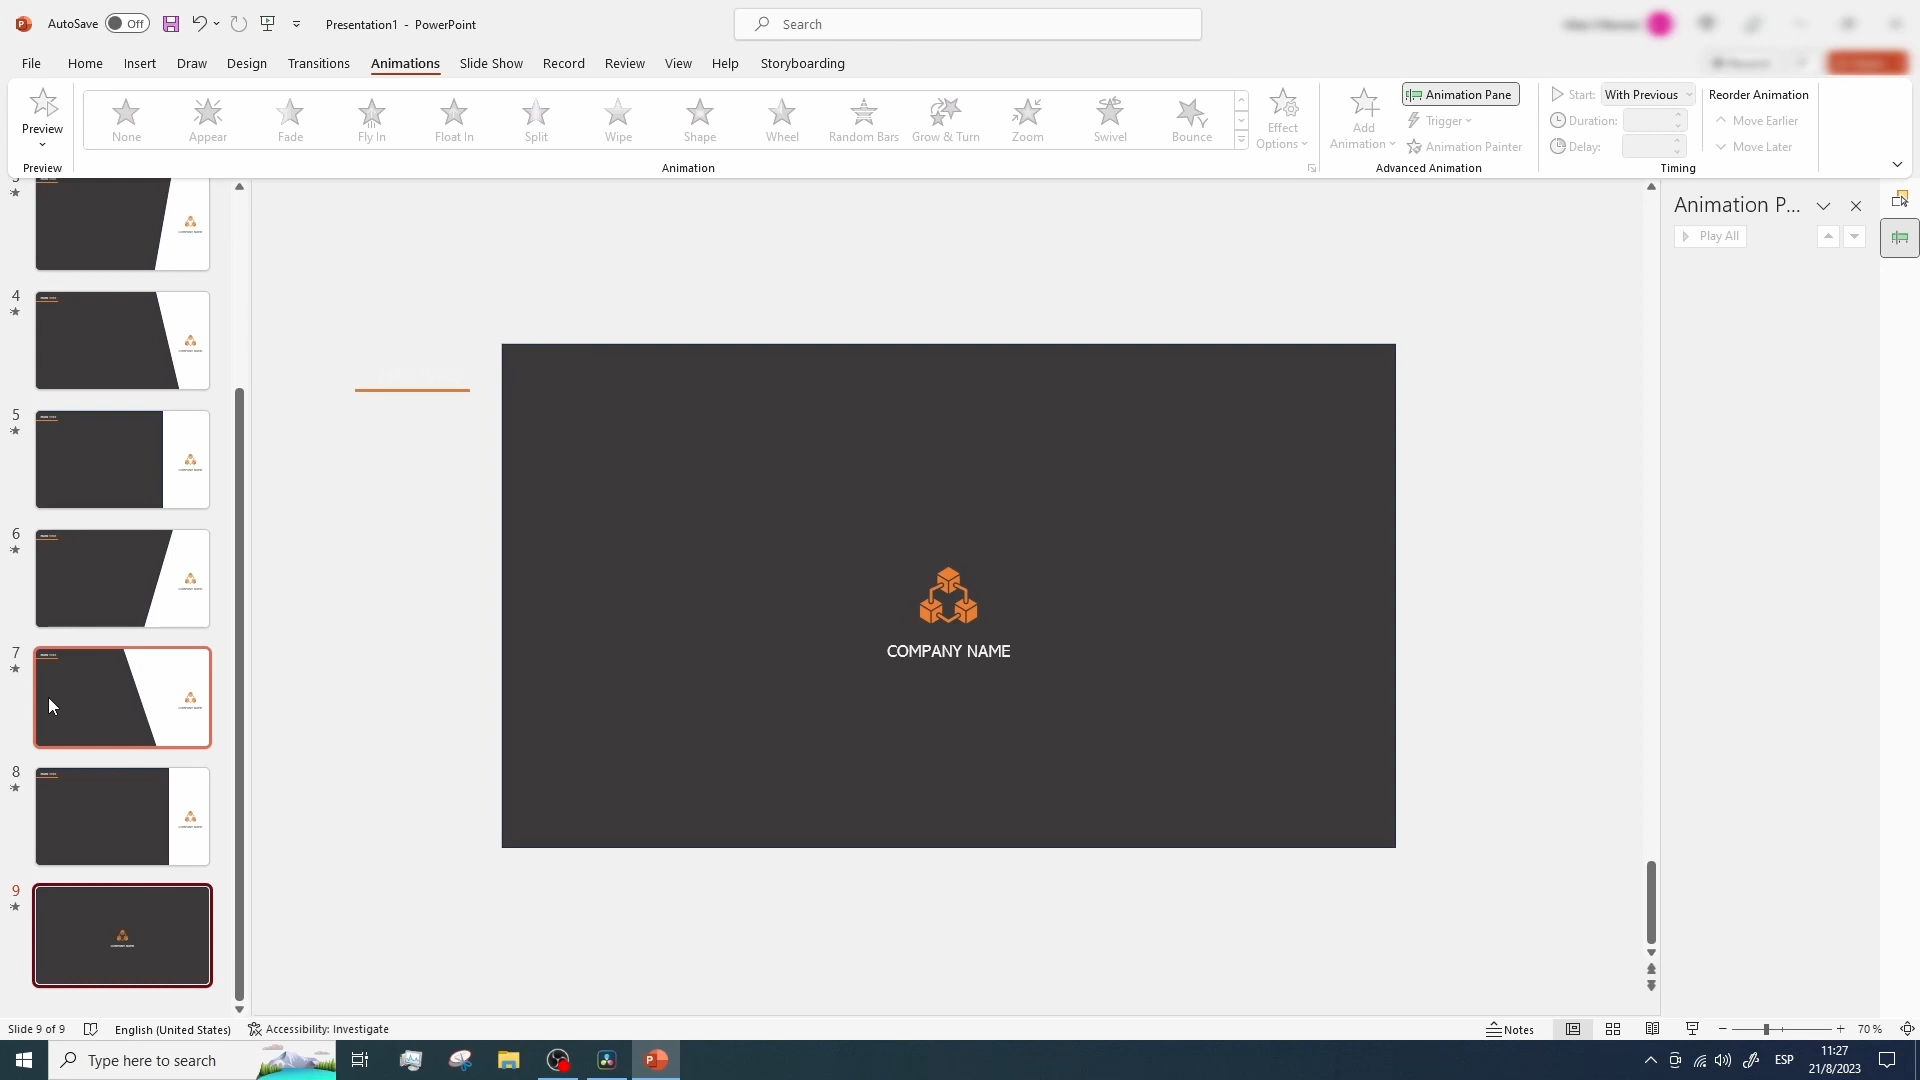 AutoSave Off Presentation1 - PowerPoint Search
File Home Insert Draw Design Transitions Animations Slide Show Record Review View Help Storyboarding
Preview
Preview
None Appear Fade Fly In Float In Split Wipe Shape Wheel Random Bars Grow & Turn Zoom Swivel Bounce
Animation
Effect
Options
Add
Animation
Animation Pane
Trigger
Animation Painter
Advanced Animation
Start: With Previous
Duration:
Delay:
Timing
Reorder Animation
Move Earlier
Move Later
3
4
5
6
7
8
9
COMPANY NAME
Animation P...
Play All
Slide 9 of 9 English (United States) Accessibility: Investigate Notes 70 %
Type here to search
ESP
11:27
21/8/2023